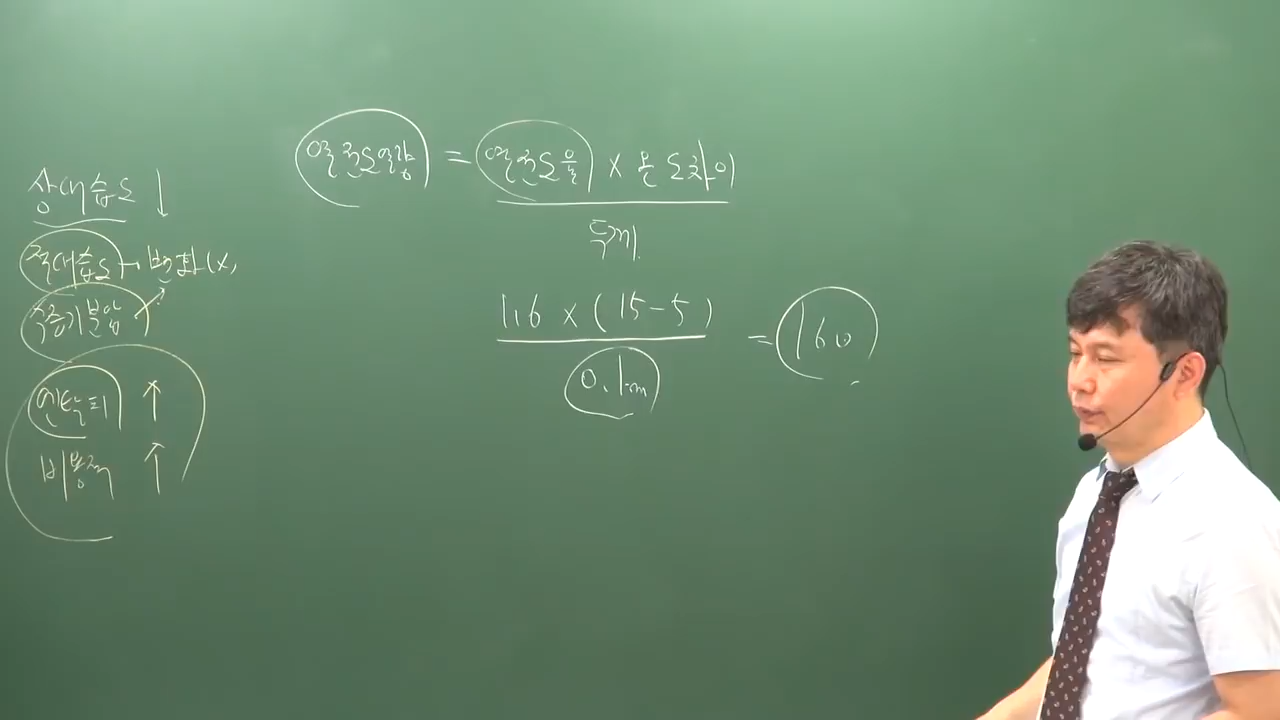 상대습도 ↓
절대습도 → 변화(x)
수증기분압
엔탈피 ↑
비용적 ↑
열전도열량 = 열전도율 x 온도차이
두께
1.6 x (15-5)
0.1m
= 160